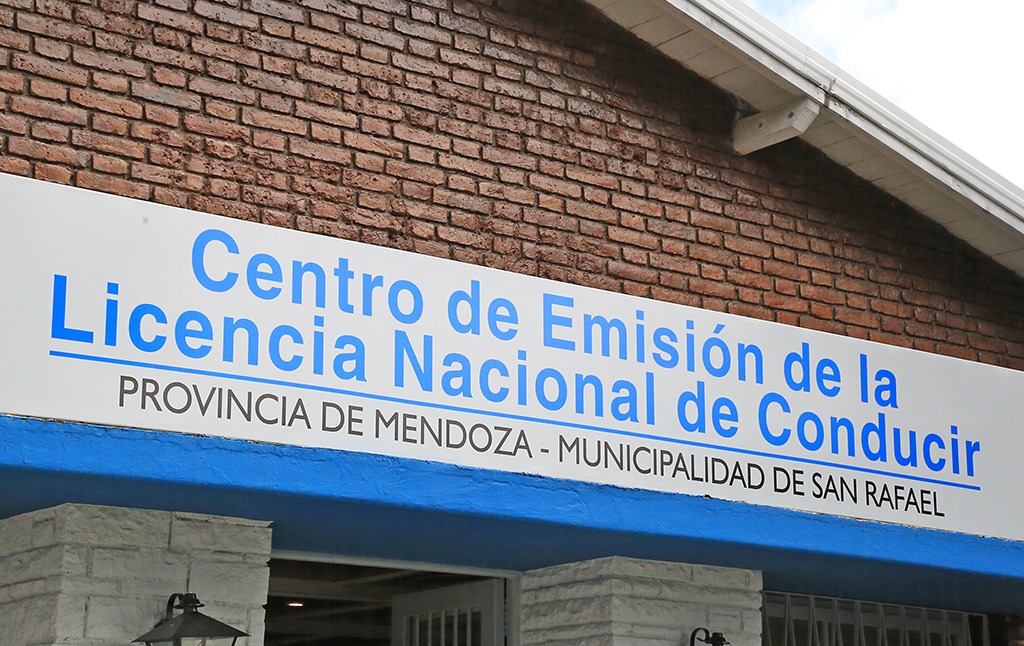 Centro de Emisión de la
Licencia Nacional de Conducir
PROVINCIA DE MENDOZA - MUNICIPALIDAD DE SAN RAFAEL